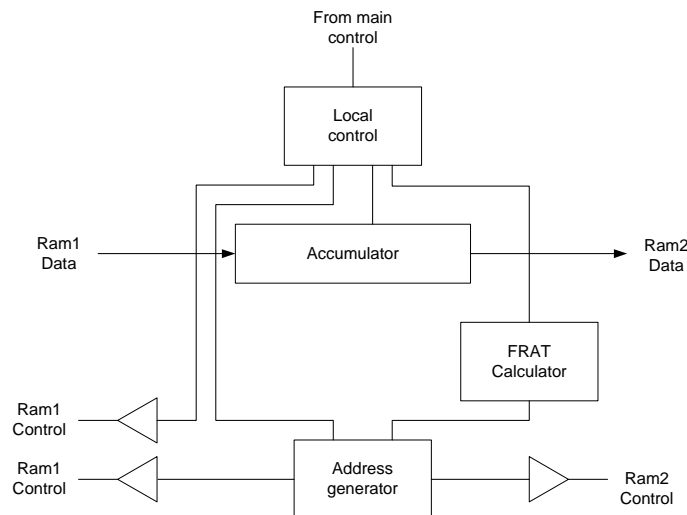 From main
control
Local
control
Ram1
Data
Accumulator
Ram2
Data
FRAT
Calculator
Ram1
Control
Ram1
Control
Address
generator
Ram2
Control